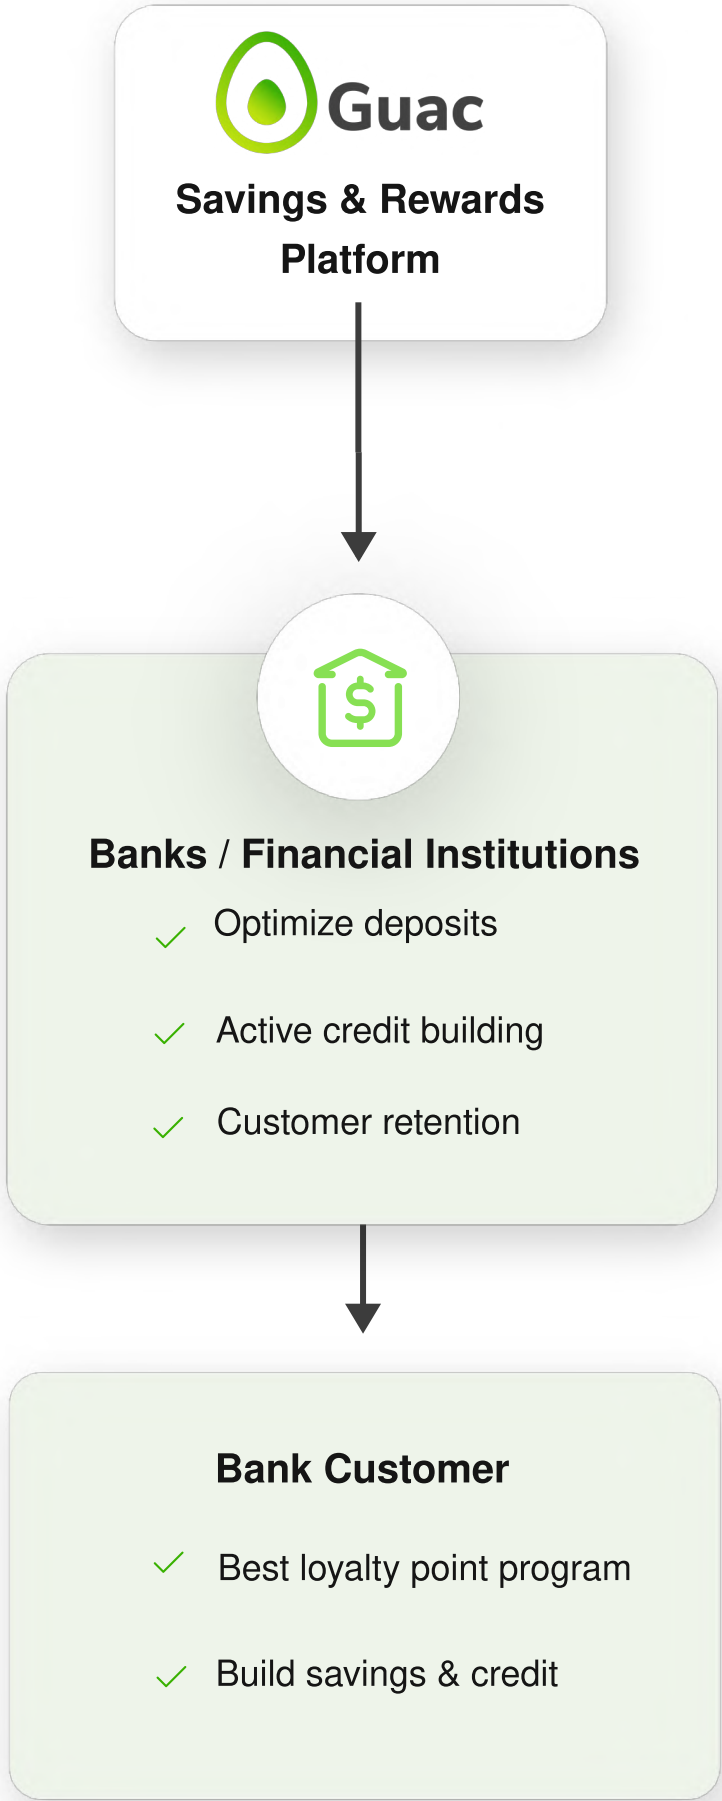 Guac
Savings & Rewards
Platform
$
Banks / Financial Institutions
Optimize deposits
Active credit building
Customer retention
Bank Customer
Best loyalty point program
Build savings & credit